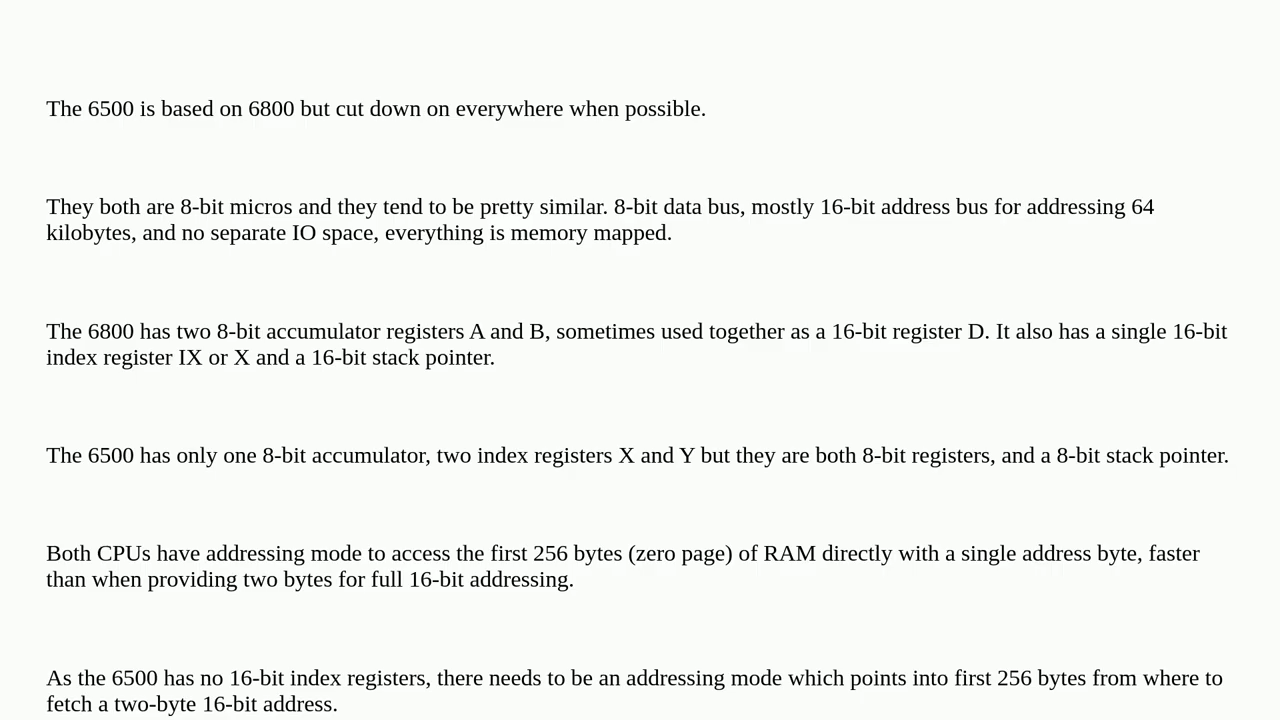 The 6500 is based on 6800 but cut down on everywhere when possible.
They both are 8-bit micros and they tend to be pretty similar. 8-bit data bus, mostly 16-bit address bus for addressing 64
kilobytes, and no separate IO space, everything is memory mapped.
The 6800 has two 8-bit accumulator registers A and B, sometimes used together as a 16-bit register D. It also has a single 16-bit
index register IX or X and a 16-bit stack pointer.
The 6500 has only one 8-bit accumulator, two index registers X and Y but they are both 8-bit registers, and a 8-bit stack pointer.
Both CPUs have addressing mode to access the first 256 bytes (zero page) of RAM directly with a single address byte, faster
than when providing two bytes for full 16-bit addressing.
As the 6500 has no 16-bit index registers, there needs to be an addressing mode which points into first 256 bytes from where to
fetch a two-byte 16-bit address.